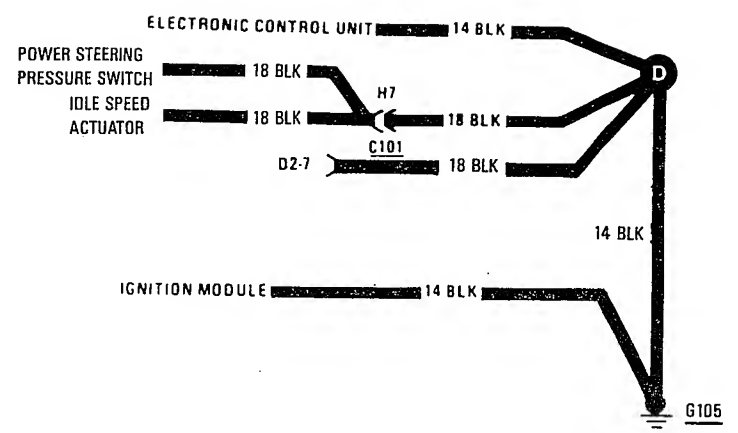 ELECTRONIC CONTROL UNIT 14 BLK
POWER STEERING
PRESSURE SWITCH 18 BLK
D
H7
IDLE SPEED
ACTUATOR 18 BLK 18 BLK
C101
D2-7 18 BLK
14 BLK
IGNITION MODULE 14 BLK
G105